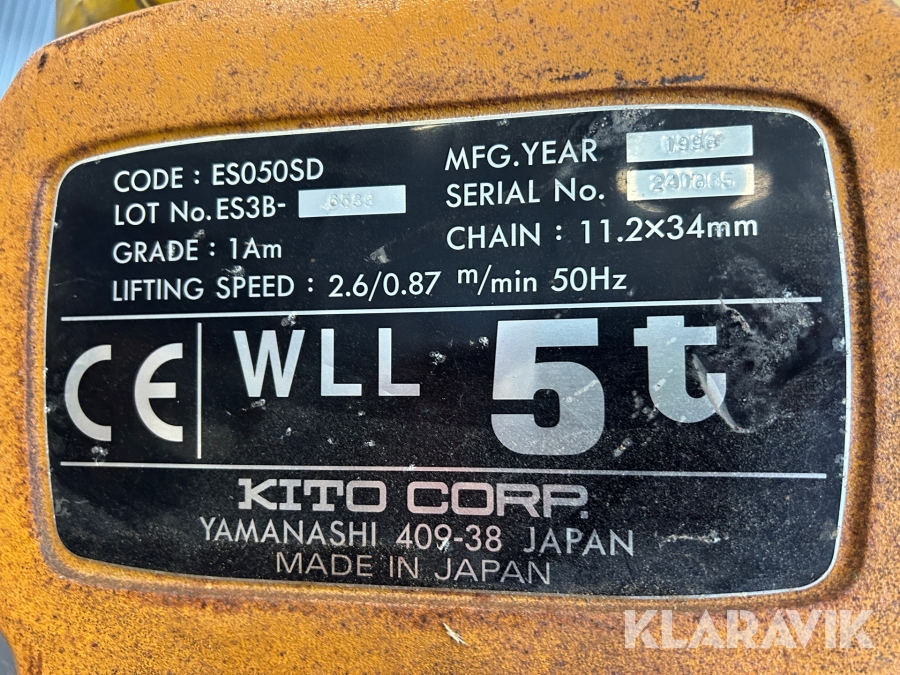 CODE : ES050SD
LOT No.ES3B-
GRADE : 1Am
LIFTING SPEED : 2.6/0.87 m/min 50Hz
MFG.YEAR
SERIAL No.
CHAIN : 11.2×34mm
CE
WLL 5t
KITO CORP.
YAMANASHI 409-38 JAPAN
MADE IN JAPAN
KLARAVIK